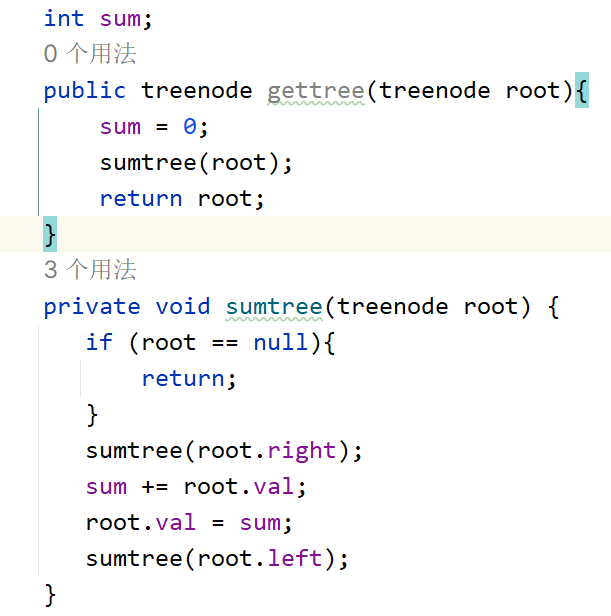 int sum;
0 个用法
public treenode gettree(treenode root){
sum = 0;
sumtree(root);
return root;
}
3 个用法
private void sumtree(treenode root) {
if (root == null){
return;
}
sumtree(root.right);
sum += root.val;
root.val = sum;
sumtree(root.left);
}